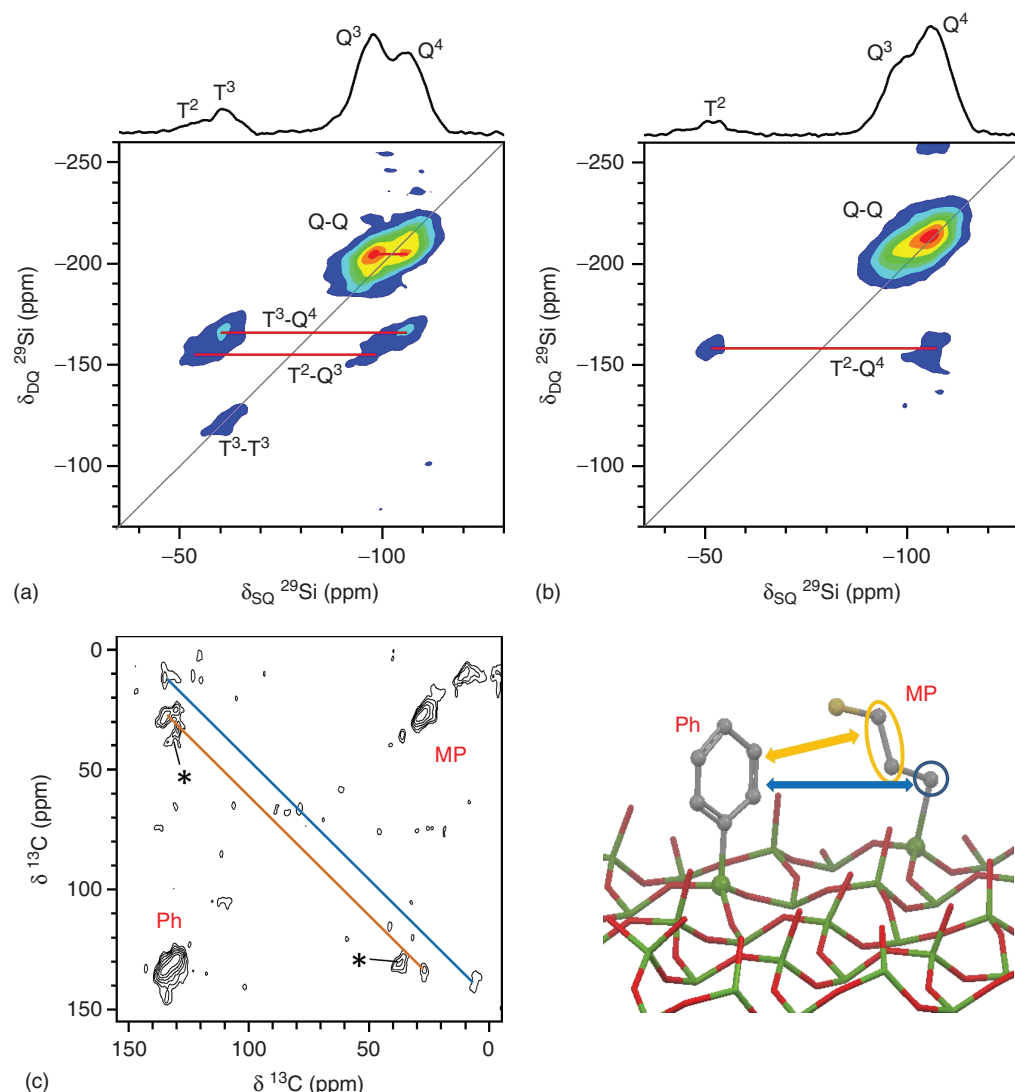 Q³
Q⁴
T³
T²
–250
–200
–150
–100
Q-Q
T³-Q⁴
T²-Q³
T³-T³
–50
–100
δDQ ²⁹Si (ppm)
δSQ ²⁹Si (ppm)
(a)
Q⁴
Q³
T²
–250
–200
–150
–100
Q-Q
T²-Q⁴
–50
–100
δDQ ²⁹Si (ppm)
δSQ ²⁹Si (ppm)
(b)
0
50
100
150
MP
*
Ph
*
150
100
50
0
δ ¹³C (ppm)
δ ¹³C (ppm)
(c)
MP
Ph